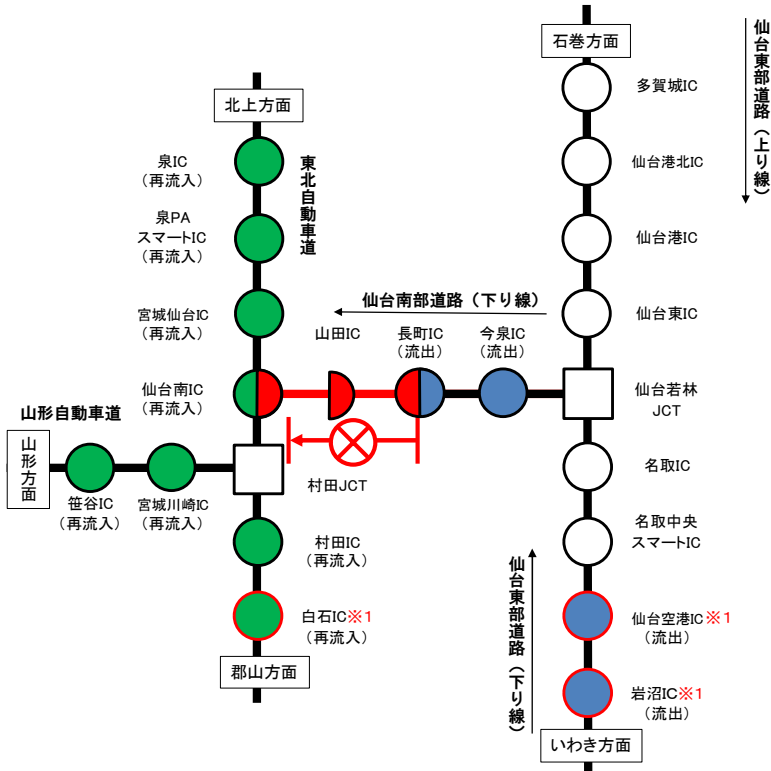 石巻方面
仙台東部道路（上り線）
多賀城IC
北上方面
泉IC
（再流入）
東北自動車道
仙台港北IC
泉PA
スマートIC
（再流入）
仙台港IC
宮城仙台IC
（再流入）
仙台南部道路（下り線）
仙台東IC
山田IC
長町IC
（流出）
今泉IC
（流出）
仙台南IC
（再流入）
仙台若林
JCT
山形自動車道
山形方面
笹谷IC
（再流入）
宮城川崎IC
（再流入）
村田JCT
名取IC
村田IC
（再流入）
名取中央
スマートIC
仙台東部道路（下り線）
白石IC※1
（再流入）
仙台空港IC※1
（流出）
郡山方面
岩沼IC※1
（流出）
いわき方面